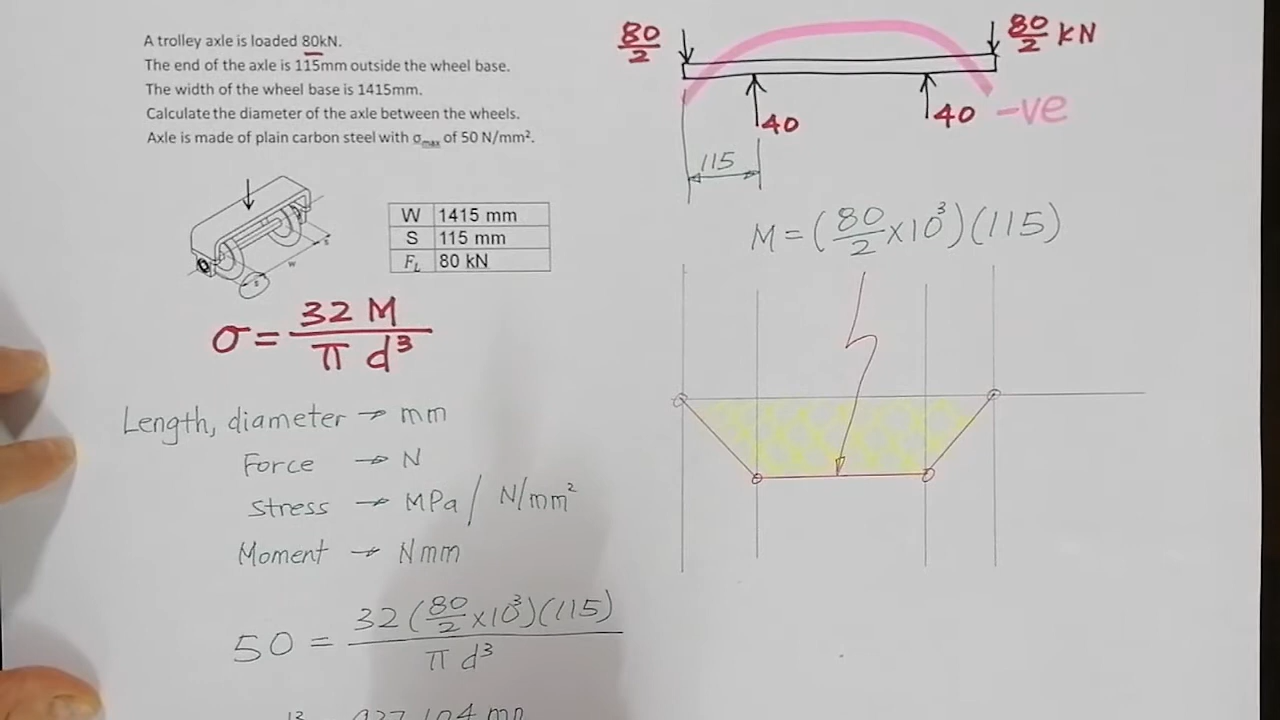 A trolley axle is loaded 80kN.
The end of the axle is 115mm outside the wheel base.
The width of the wheel base is 1415mm.
Calculate the diameter of the axle between the wheels.
Axle is made of plain carbon steel with σmax of 50 N/mm².
W 1415 mm
S 115 mm
FL 80 kN
σ = 32 M / π d³
Length, diameter → mm
Force → N
Stress → MPa / N/mm²
Moment → Nmm
50 = 32 (80/2 ×10³)(115) / π d³
80/2
80/2 KN
40
40 -ve
115
M = (80/2 ×10³)(115)